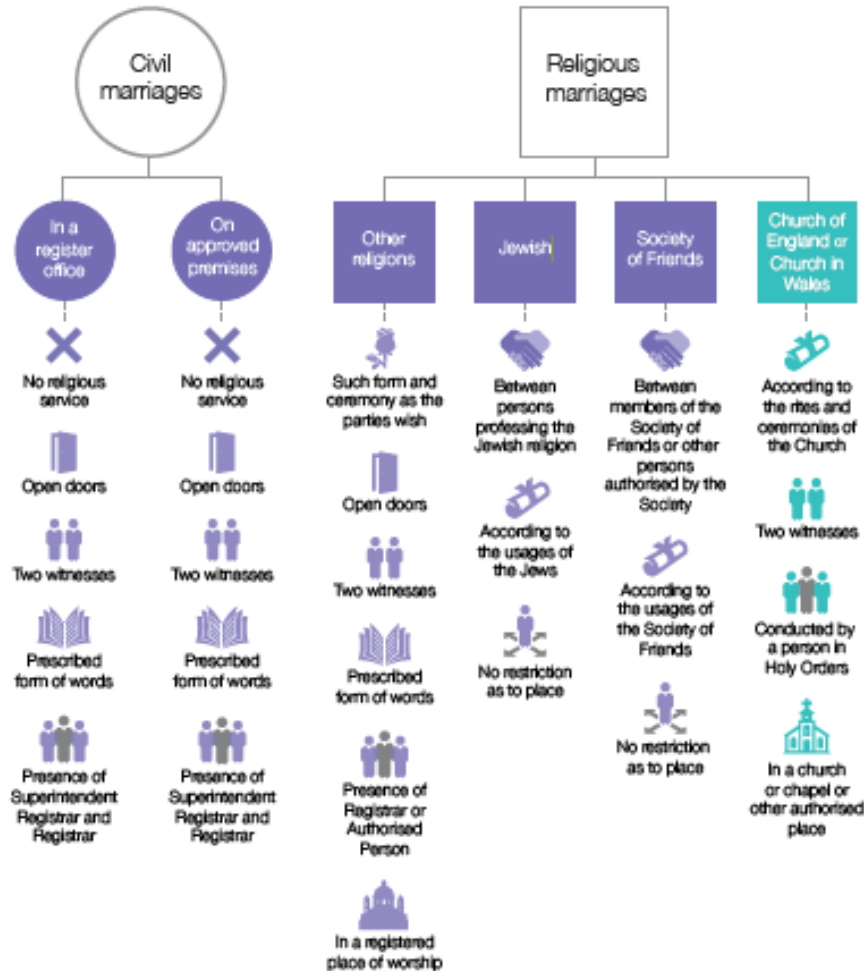 Civil
marriages
Religious
marriages
In a
register
office
On
approved
premises
Other
religions
Jewish
Society
of Friends
Church of
England or
Church in
Wales
No religious
service
Open doors
Two witnesses
Prescribed
form of words
Presence of
Superintendent
Registrar and
Registrar
No religious
service
Open doors
Two witnesses
Prescribed
form of words
Presence of
Superintendent
Registrar and
Registrar
Such form and
ceremony as the
parties wish
Open doors
Two witnesses
Prescribed
form of words
Presence of
Registrar or
Authorised
Person
In a registered
place of worship
Between
persons
professing the
Jewish religion
According to
the usages of
the Jews
No restriction
as to place
Between
members of the
Society of
Friends or other
persons
authorised by the
Society
According to
the usages of
the Society of
Friends
No restriction
as to place
According to
the rites and
ceremonies of
the Church
Two witnesses
Conducted by
a person in
Holy Orders
In a church
or chapel or
other authorised
place